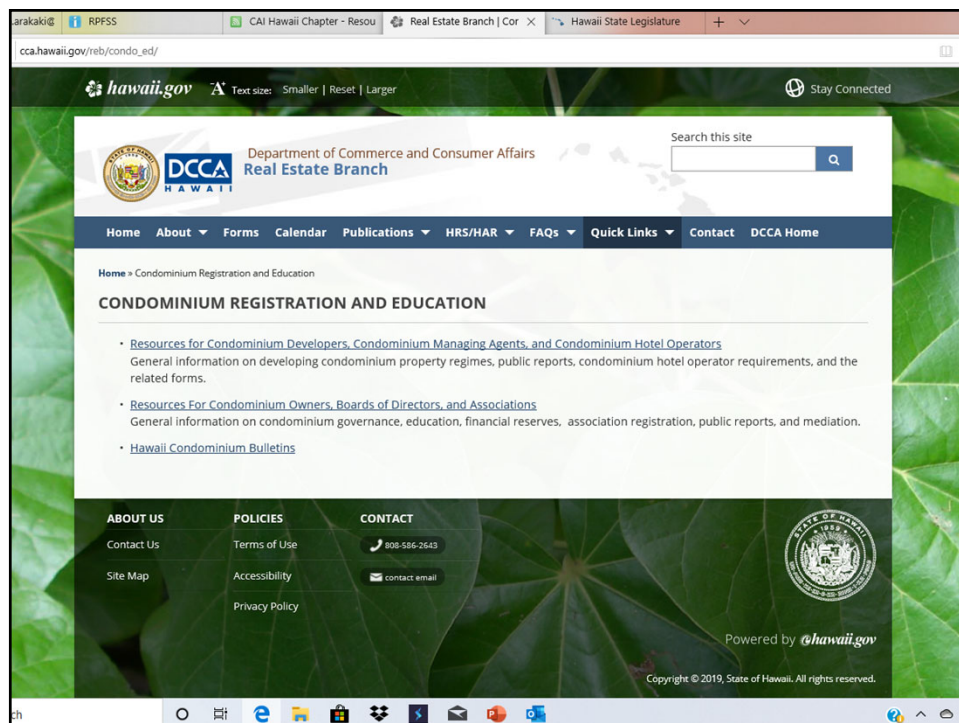 arakaki@
RPFSS
CAI Hawaii Chapter - Resou
Real Estate Branch | Cor
Hawaii State Legislature
cca.hawaii.gov/reb/condo_ed/
hawaii.gov
Text size: Smaller | Reset | Larger
Stay Connected
Search this site
DCCA
HAWAII
Department of Commerce and Consumer Affairs
Real Estate Branch
Home About Forms Calendar Publications HRS/HAR FAQs Quick Links Contact DCCA Home
Home » Condominium Registration and Education
CONDOMINIUM REGISTRATION AND EDUCATION
• Resources for Condominium Developers, Condominium Managing Agents, and Condominium Hotel Operators
General information on developing condominium property regimes, public reports, condominium hotel operator requirements, and the
related forms.
• Resources For Condominium Owners, Boards of Directors, and Associations
General information on condominium governance, education, financial reserves, association registration, public reports, and mediation.
• Hawaii Condominium Bulletins
ABOUT US
Contact Us
Site Map
POLICIES
Terms of Use
Accessibility
Privacy Policy
CONTACT
808-586-2643
contact email
STATE OF HAWAII
1959
Powered by ehawaii.gov
Copyright © 2019, State of Hawaii. All rights reserved.
ch